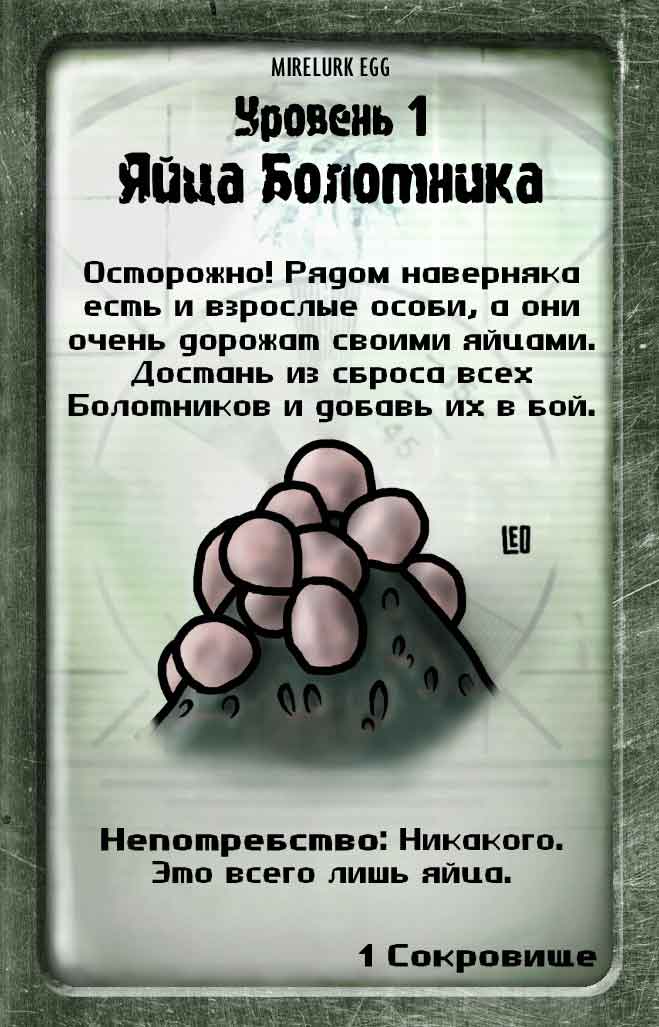 MIRELURK EGG
Уровень 1
Яйца Болотника
Осторожно! Рядом наверняка
есть и взрослые особи, а они
очень дорожат своими яйцами.
Достань из сброса всех
Болотников и добавь их в бой.
45
LEO
Непотребство: Никакого.
Это всего лишь яйца.
1 Сокровище